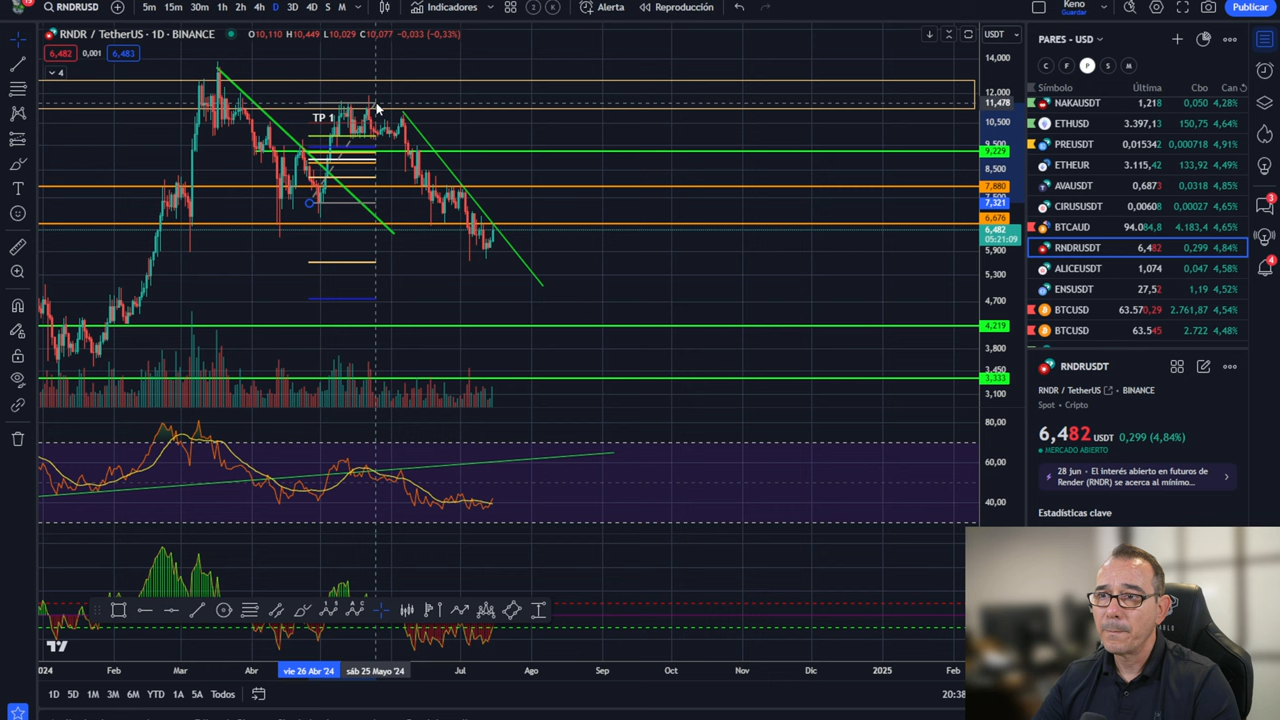 RNDRUSD 5m 15m 30m 1h 2h 4h D 3D 4D S M Indicadores Alerta Reproducción Keno Guardar Publicar
RNDR / TetherUS · 1D · BINANCE O10,110 H10,449 L10,029 C10,077 -0,033 (-0,33%)
6,482 0,001 6,483
4
TP 1
USDT
14,000
12,000
11,478
10,500
9,500
9,229
8,500
7,880
7,321
6,676
6,482
05:21:09
5,900
5,300
4,700
4,219
3,800
3,450
3,333
3,100
80,00
60,00
40,00
2024 Feb Mar Abr vie 26 Abr '24 sáb 25 Mayo '24 Jul Ago Sep Oct Nov Dic 2025 Feb
1D 5D 1M 3M 6M YTD 1A 5A Todos
20:38
PARES - USD
C F P S M
Símbolo Última Cbo Can
NAKAUSDT 1,218 0,050 4,28%
ETHUSD 3.397,13 150,75 4,64%
PREUSDT 0,01534 0,000718 4,91%
ETHEUR 3.115,42 133,92 4,49%
AVAUSDT 0,6873 0,0318 4,85%
CIRUSUSDT 0,00608 0,00027 4,65%
BTCAUD 94.084,8 4.183,4 4,65%
RNDRUSDT 6,482 0,299 4,84%
ALICEUSDT 1,074 0,047 4,58%
ENSUSDT 27,52 1,19 4,52%
BTCUSD 63.570,29 2.761,87 4,54%
BTCUSD 63.545 2.722 4,48%
RNDRUSDT
RNDR / TetherUS · BINANCE
Spot • Cripto
6,482 USDT 0,299 (4,84%)
MERCADO ABIERTO
28 jun • El interés abierto en futuros de
Render (RNDR) se acerca al mínimo...
Estadísticas clave